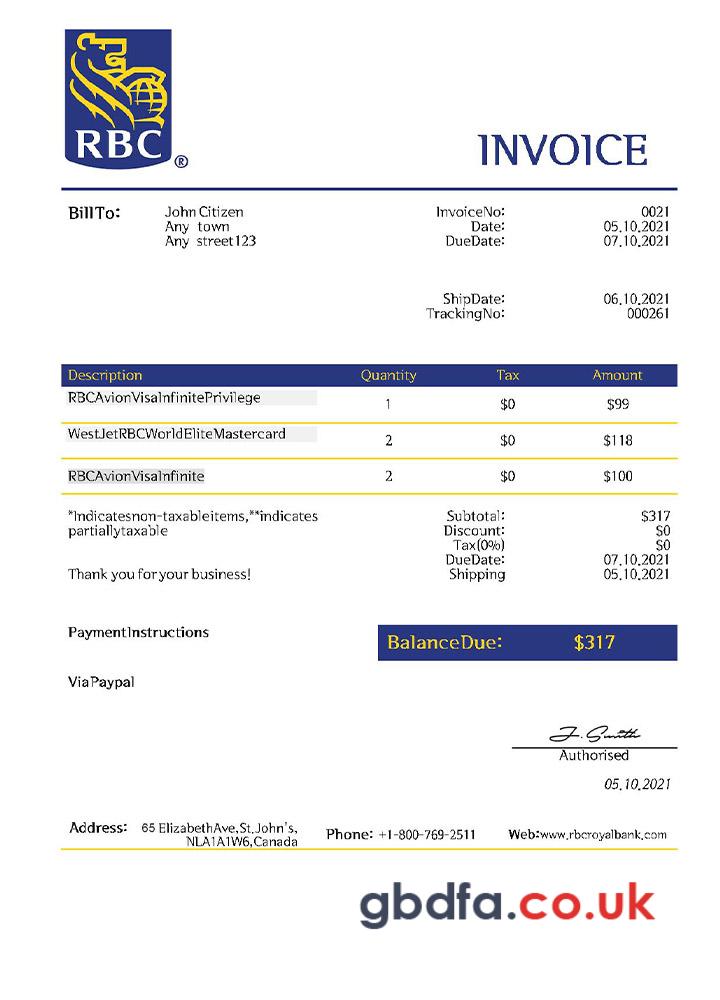 RBC®
INVOICE
BillTo: John Citizen InvoiceNo: 0021
Any town Date: 05.10.2021
Any street123 DueDate: 07.10.2021
ShipDate: 06.10.2021
TrackingNo: 000261
Description Quantity Tax Amount
RBCAvionVisaInfinitePrivilege 1 $0 $99
WestJetRBCWorldEliteMastercard 2 $0 $118
RBCAvionVisaInfinite 2 $0 $100
*Indicatesnon-taxableitems,**indicates Subtotal: $317
partiallytaxable Discount: $0
Tax(0%) $0
DueDate: 07.10.2021
Thank you for your business! Shipping 05.10.2021
PaymentInstructions
BalanceDue: $317
ViaPaypal
J. Smith
Authorised
05.10.2021
Address: 65 ElizabethAve,St.John's, Phone: +1-800-769-2511 Web:www.rbcroyalbank.com
NLA1A1W6,Canada
gbdfa.co.uk